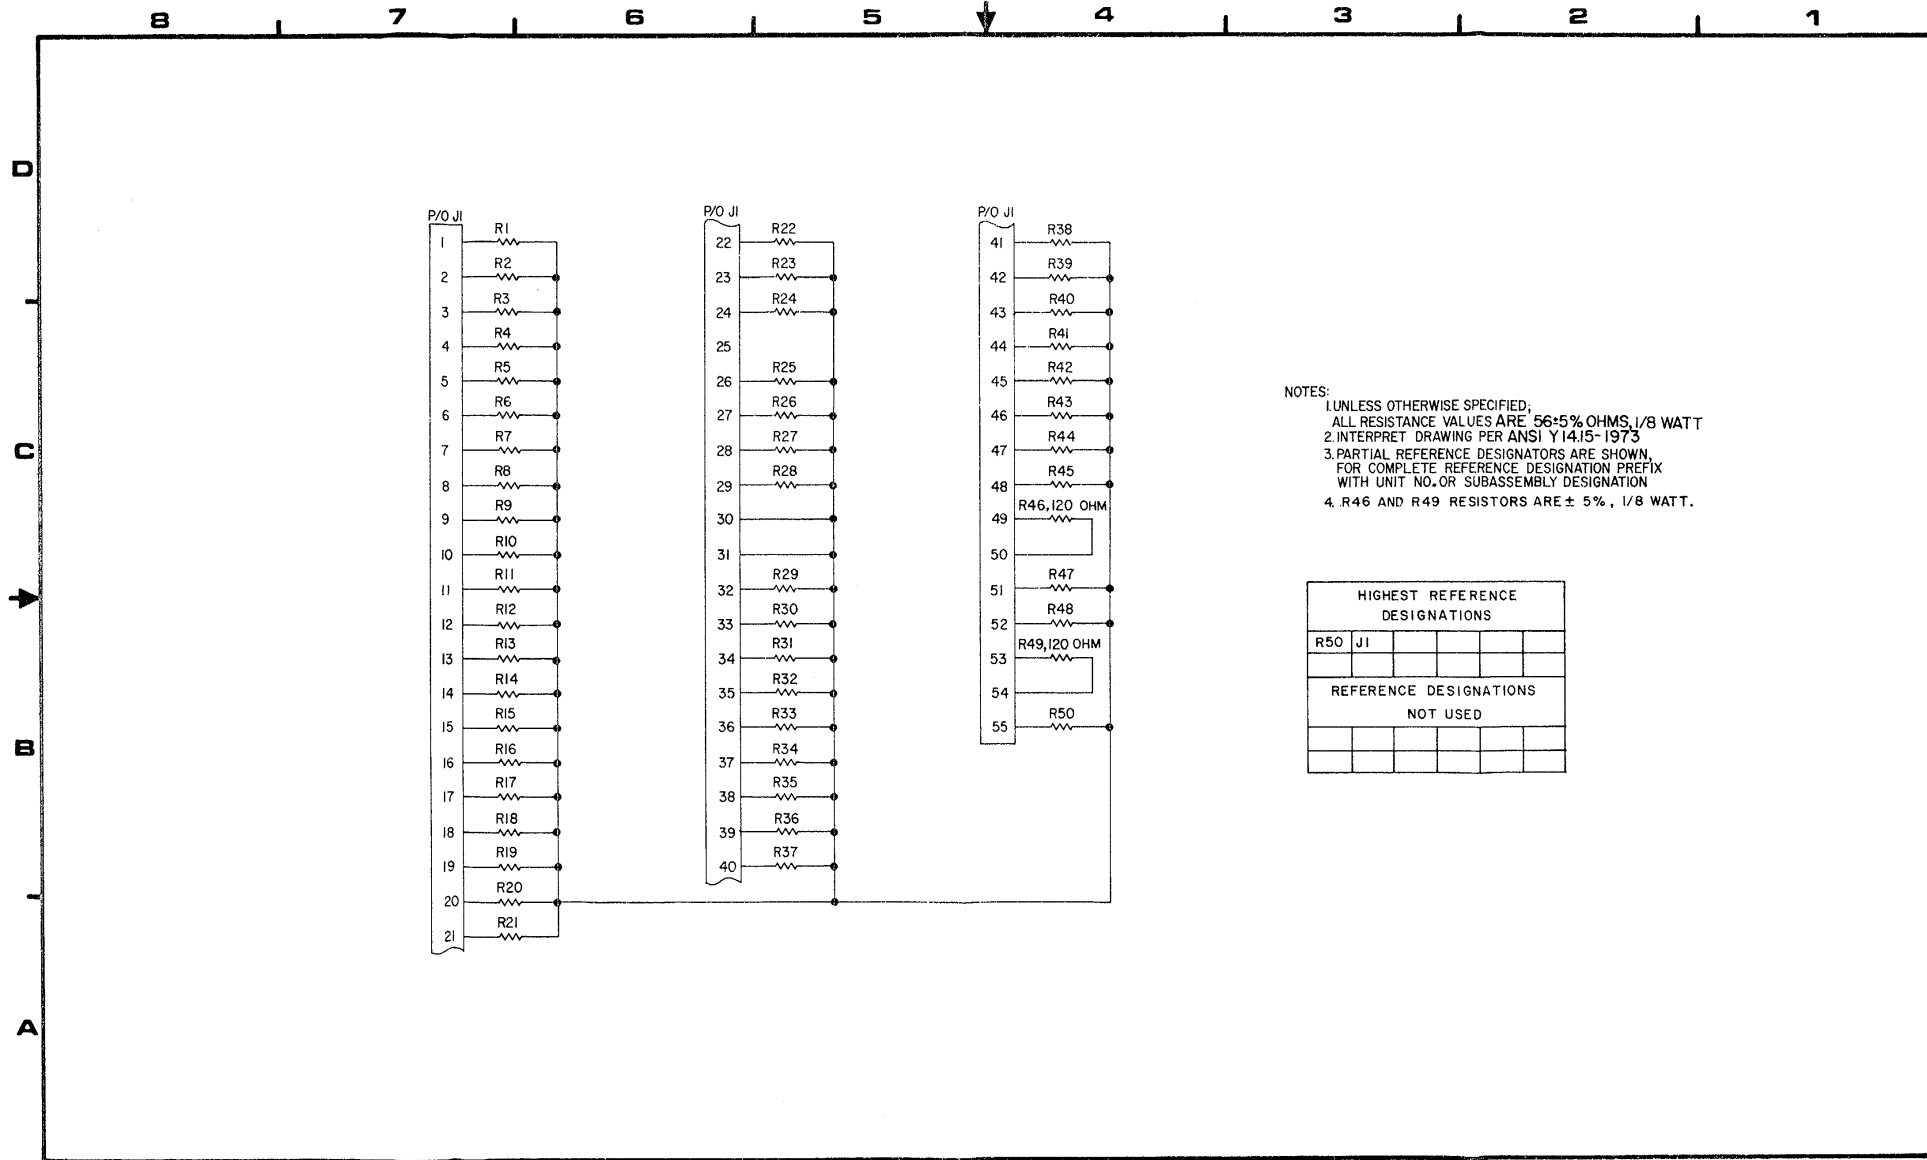 8 7 6 5 4 3 2 1
D
C
B
A
P/O J1
1 R1
2 R2
3 R3
4 R4
5 R5
6 R6
7 R7
8 R8
9 R9
10 R10
11 R11
12 R12
13 R13
14 R14
15 R15
16 R16
17 R17
18 R18
19 R19
20 R20
21 R21
P/O J1
22 R22
23 R23
24 R24
25
26 R25
27 R26
28 R27
29 R28
30
31
32 R29
33 R30
34 R31
35 R32
36 R33
37 R34
38 R35
39 R36
40 R37
P/O J1
41 R38
42 R39
43 R40
44 R41
45 R42
46 R43
47 R44
48 R45
49 R46,120 OHM
50
51 R47
52 R48
53 R49,120 OHM
54
55 R50
NOTES:
1.UNLESS OTHERWISE SPECIFIED;
ALL RESISTANCE VALUES ARE 56±5% OHMS,1/8 WATT
2.INTERPRET DRAWING PER ANSI Y14.15-1973
3.PARTIAL REFERENCE DESIGNATORS ARE SHOWN,
FOR COMPLETE REFERENCE DESIGNATION PREFIX
WITH UNIT NO.OR SUBASSEMBLY DESIGNATION
4. R46 AND R49 RESISTORS ARE ± 5%, 1/8 WATT.
HIGHEST REFERENCE
DESIGNATIONS
R50 J1
REFERENCE DESIGNATIONS
NOT USED